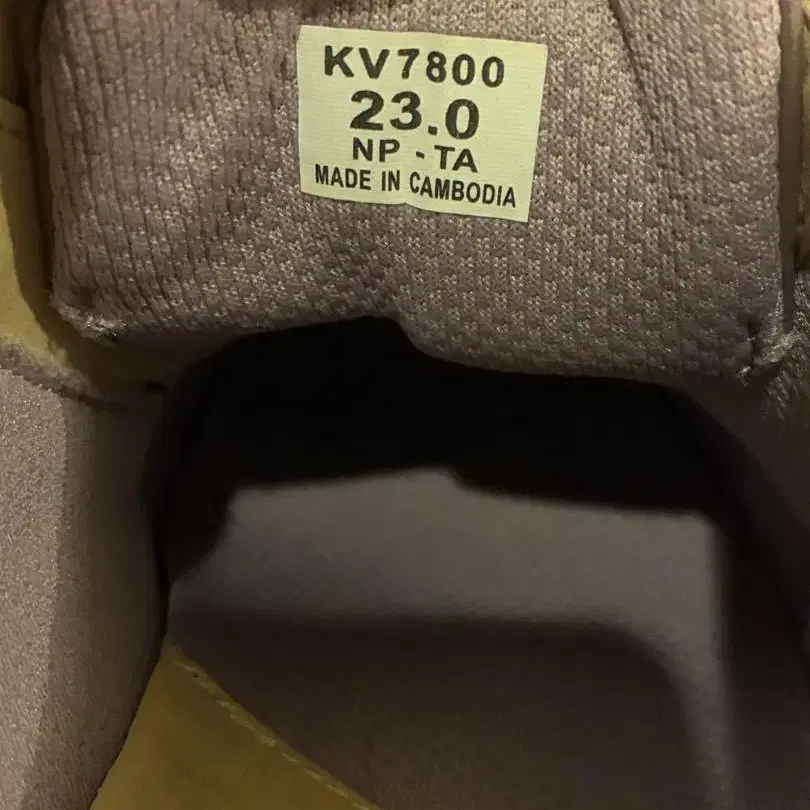 KV7800
23.0
NP - TA
MADE IN CAMBODIA